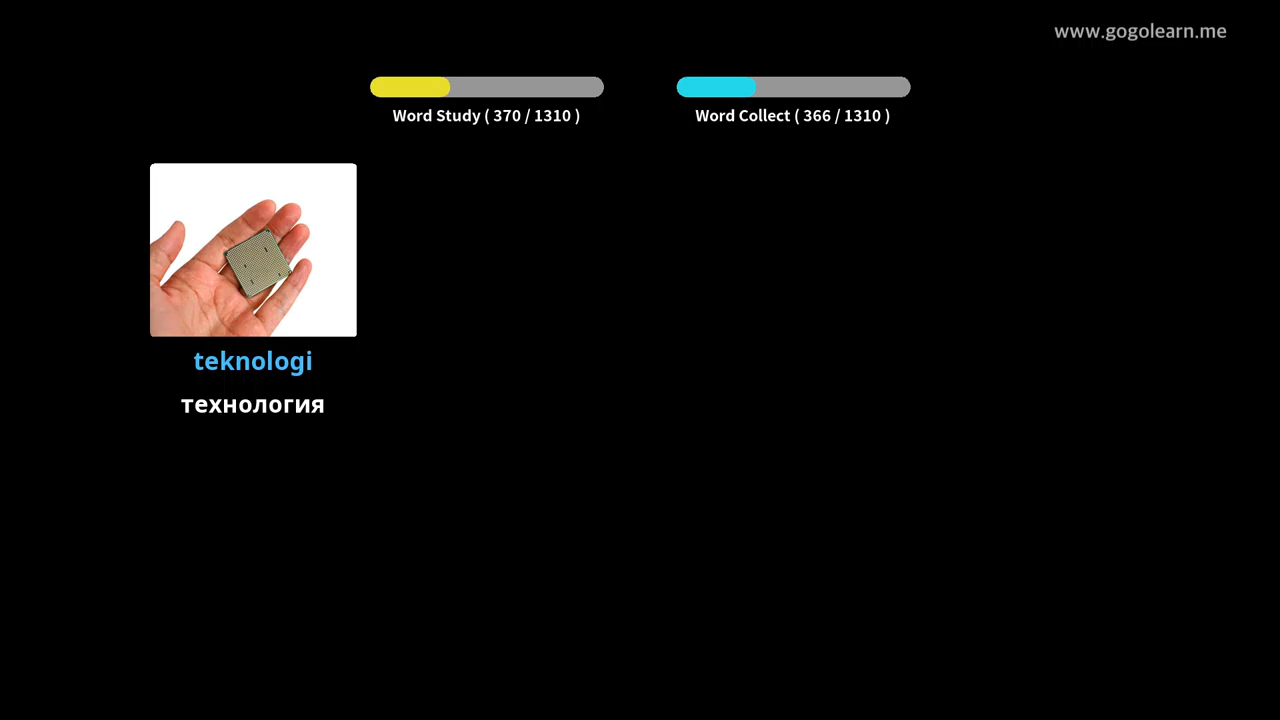 www.gogolearn.me
Word Study ( 370 / 1310 )
Word Collect ( 366 / 1310 )
teknologi
технология